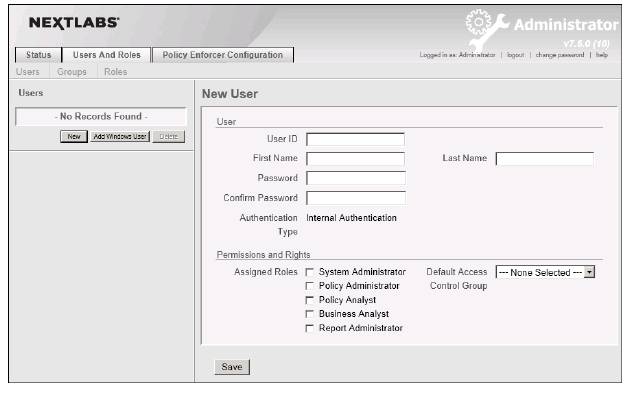 NEXTLABS
Administrator
v7.5.0 (10)
Status
Users And Roles
Policy Enforcer Configuration
Logged in as: Administrator | logout | change password | help
Users
Groups
Roles
Users
- No Records Found -
New
Add Windows User
Delete
New User
User
User ID
First Name
Last Name
Password
Confirm Password
Authentication Type
Internal Authentication
Permissions and Rights
Assigned Roles
System Administrator
Policy Administrator
Policy Analyst
Business Analyst
Report Administrator
Default Access Control Group
--- None Selected ---
Save